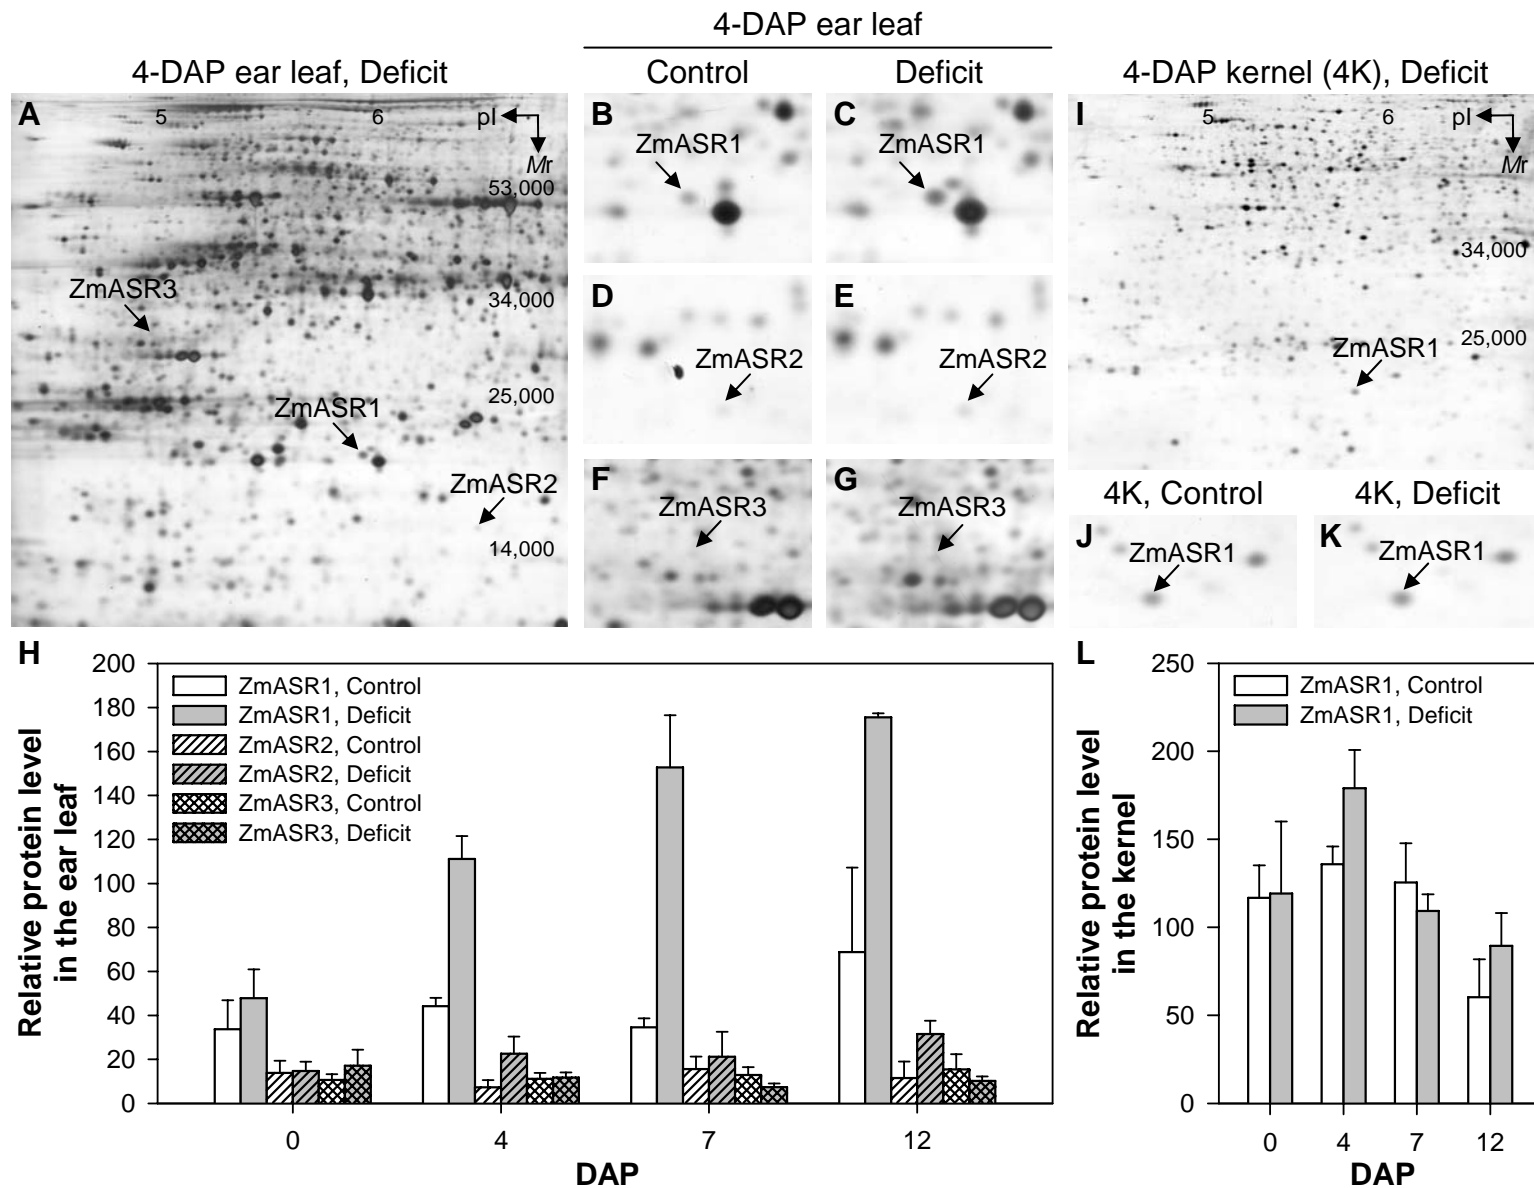 4-DAP ear leaf
4-DAP ear leaf, Deficit
Control
Deficit
4-DAP kernel (4K), Deficit
A
5
6
pI
Mr
53,000
ZmASR3
34,000
25,000
ZmASR1
ZmASR2
14,000
B
ZmASR1
C
ZmASR1
D
ZmASR2
E
ZmASR2
F
ZmASR3
G
ZmASR3
I
5
6
pI
Mr
34,000
25,000
ZmASR1
4K, Control
4K, Deficit
J
ZmASR1
K
ZmASR1
H
200
180
160
140
120
100
80
60
40
20
0
Relative protein level
in the ear leaf
ZmASR1, Control
ZmASR1, Deficit
ZmASR2, Control
ZmASR2, Deficit
ZmASR3, Control
ZmASR3, Deficit
0
4
7
12
DAP
L
250
200
150
100
50
0
Relative protein level
in the kernel
ZmASR1, Control
ZmASR1, Deficit
0
4
7
12
DAP